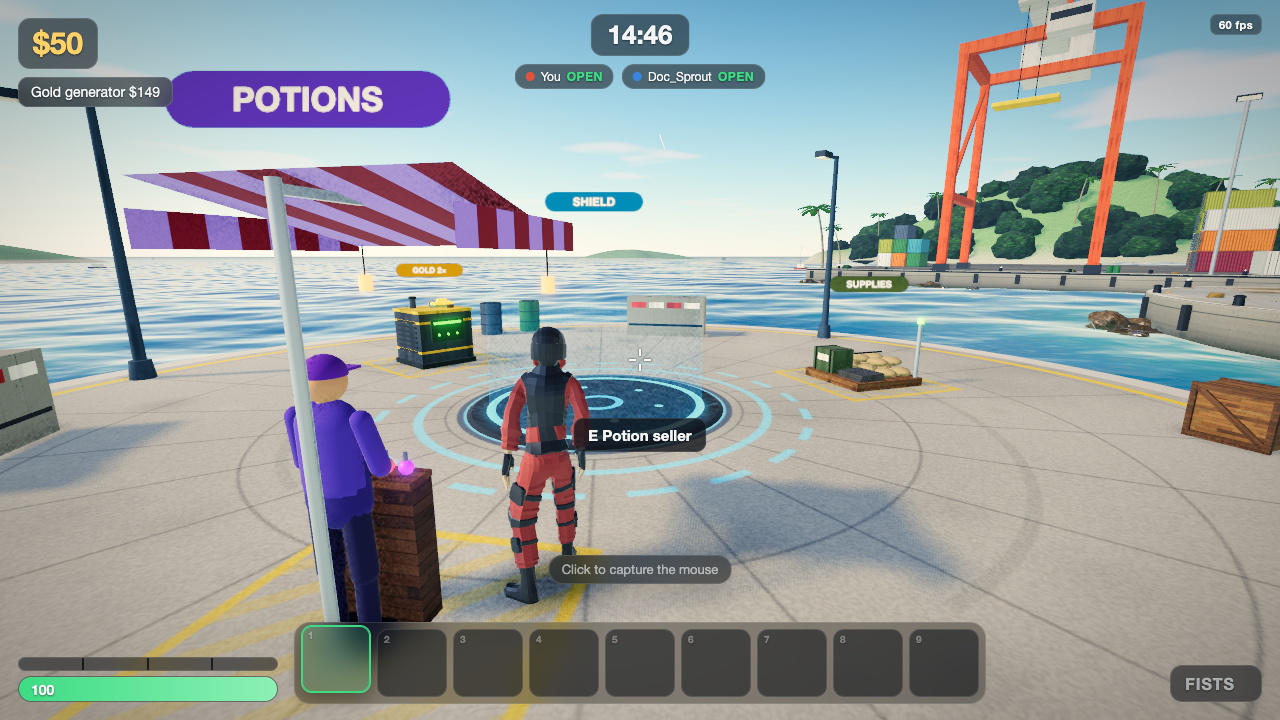 $50
14:46
60 fps
You OPEN
Doc_Sprout OPEN
Gold generator $149
POTIONS
SHIELD
GOLD 2×
SUPPLIES
E Potion seller
Click to capture the mouse
1
2
3
4
5
6
7
8
9
100
FISTS